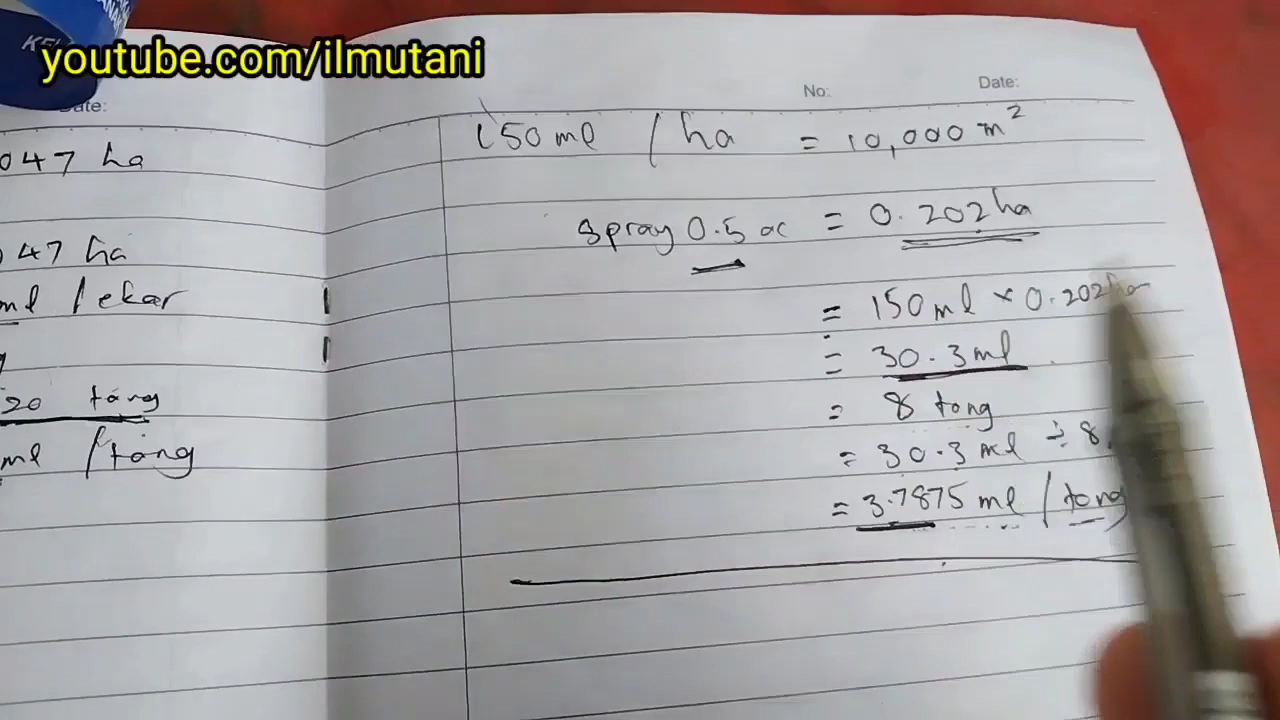 youtube.com/ilmutani
Date:
047 ha
47 ha
ml / ekar
20 tong
ml / tong
No: Date:
150 ml / ha = 10,000 m²
spray 0.5 ac = 0.202 ha
= 150 ml × 0.202 ha
= 30.3 ml
= 8 tong
= 30.3 ml ÷ 8
= 3.7875 ml / tong